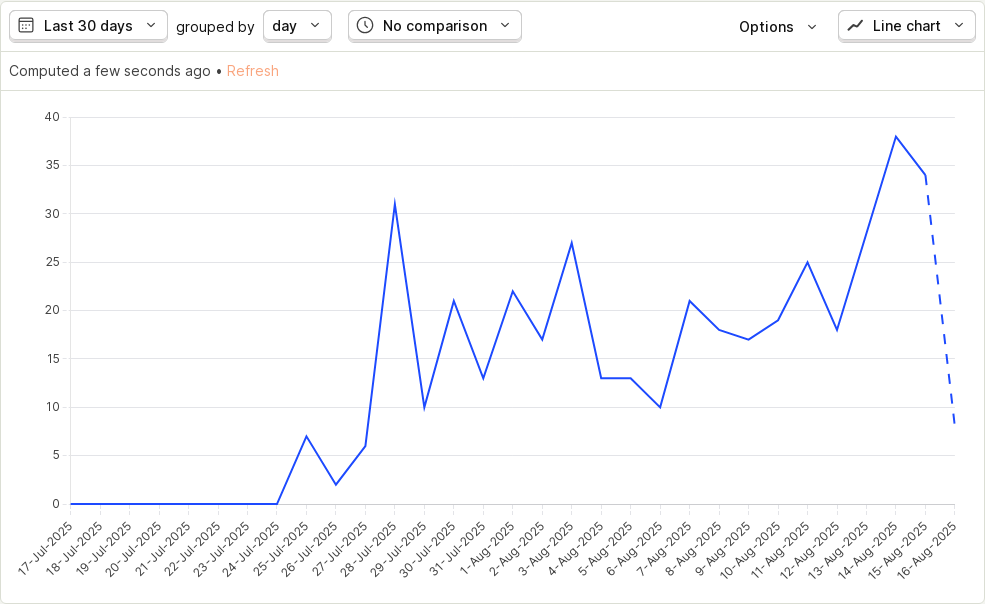 Last 30 days grouped by day No comparison Options Line chart
Computed a few seconds ago • Refresh
40
35
30
25
20
15
10
5
0
17-Jul-2025
18-Jul-2025
19-Jul-2025
20-Jul-2025
21-Jul-2025
22-Jul-2025
23-Jul-2025
24-Jul-2025
25-Jul-2025
26-Jul-2025
27-Jul-2025
28-Jul-2025
29-Jul-2025
30-Jul-2025
31-Jul-2025
1-Aug-2025
2-Aug-2025
3-Aug-2025
4-Aug-2025
5-Aug-2025
6-Aug-2025
7-Aug-2025
8-Aug-2025
9-Aug-2025
10-Aug-2025
11-Aug-2025
12-Aug-2025
13-Aug-2025
14-Aug-2025
15-Aug-2025
16-Aug-2025